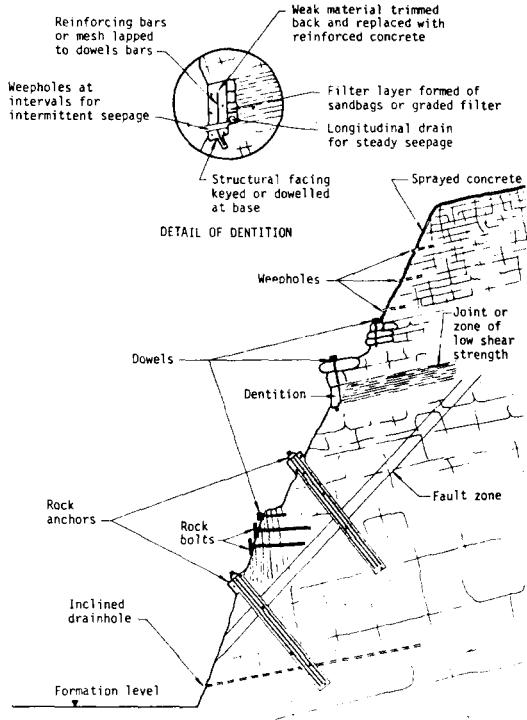 Reinforcing bars
or mesh lapped
to dowels bars
Weak material trimmed
back and replaced with
reinforced concrete
Weepholes at
intervals for
intermittent seepage
Filter layer formed of
sandbags or graded filter
Longitudinal drain
for steady seepage
Structural facing
keyed or dowelled
at base
DETAIL OF DENTITION
Sprayed concrete
Weepholes
Joint or
zone of
low shear
strength
Dowels
Dentition
Fault zone
Rock
anchors
Rock
bolts
Inclined
drainhole
Formation level